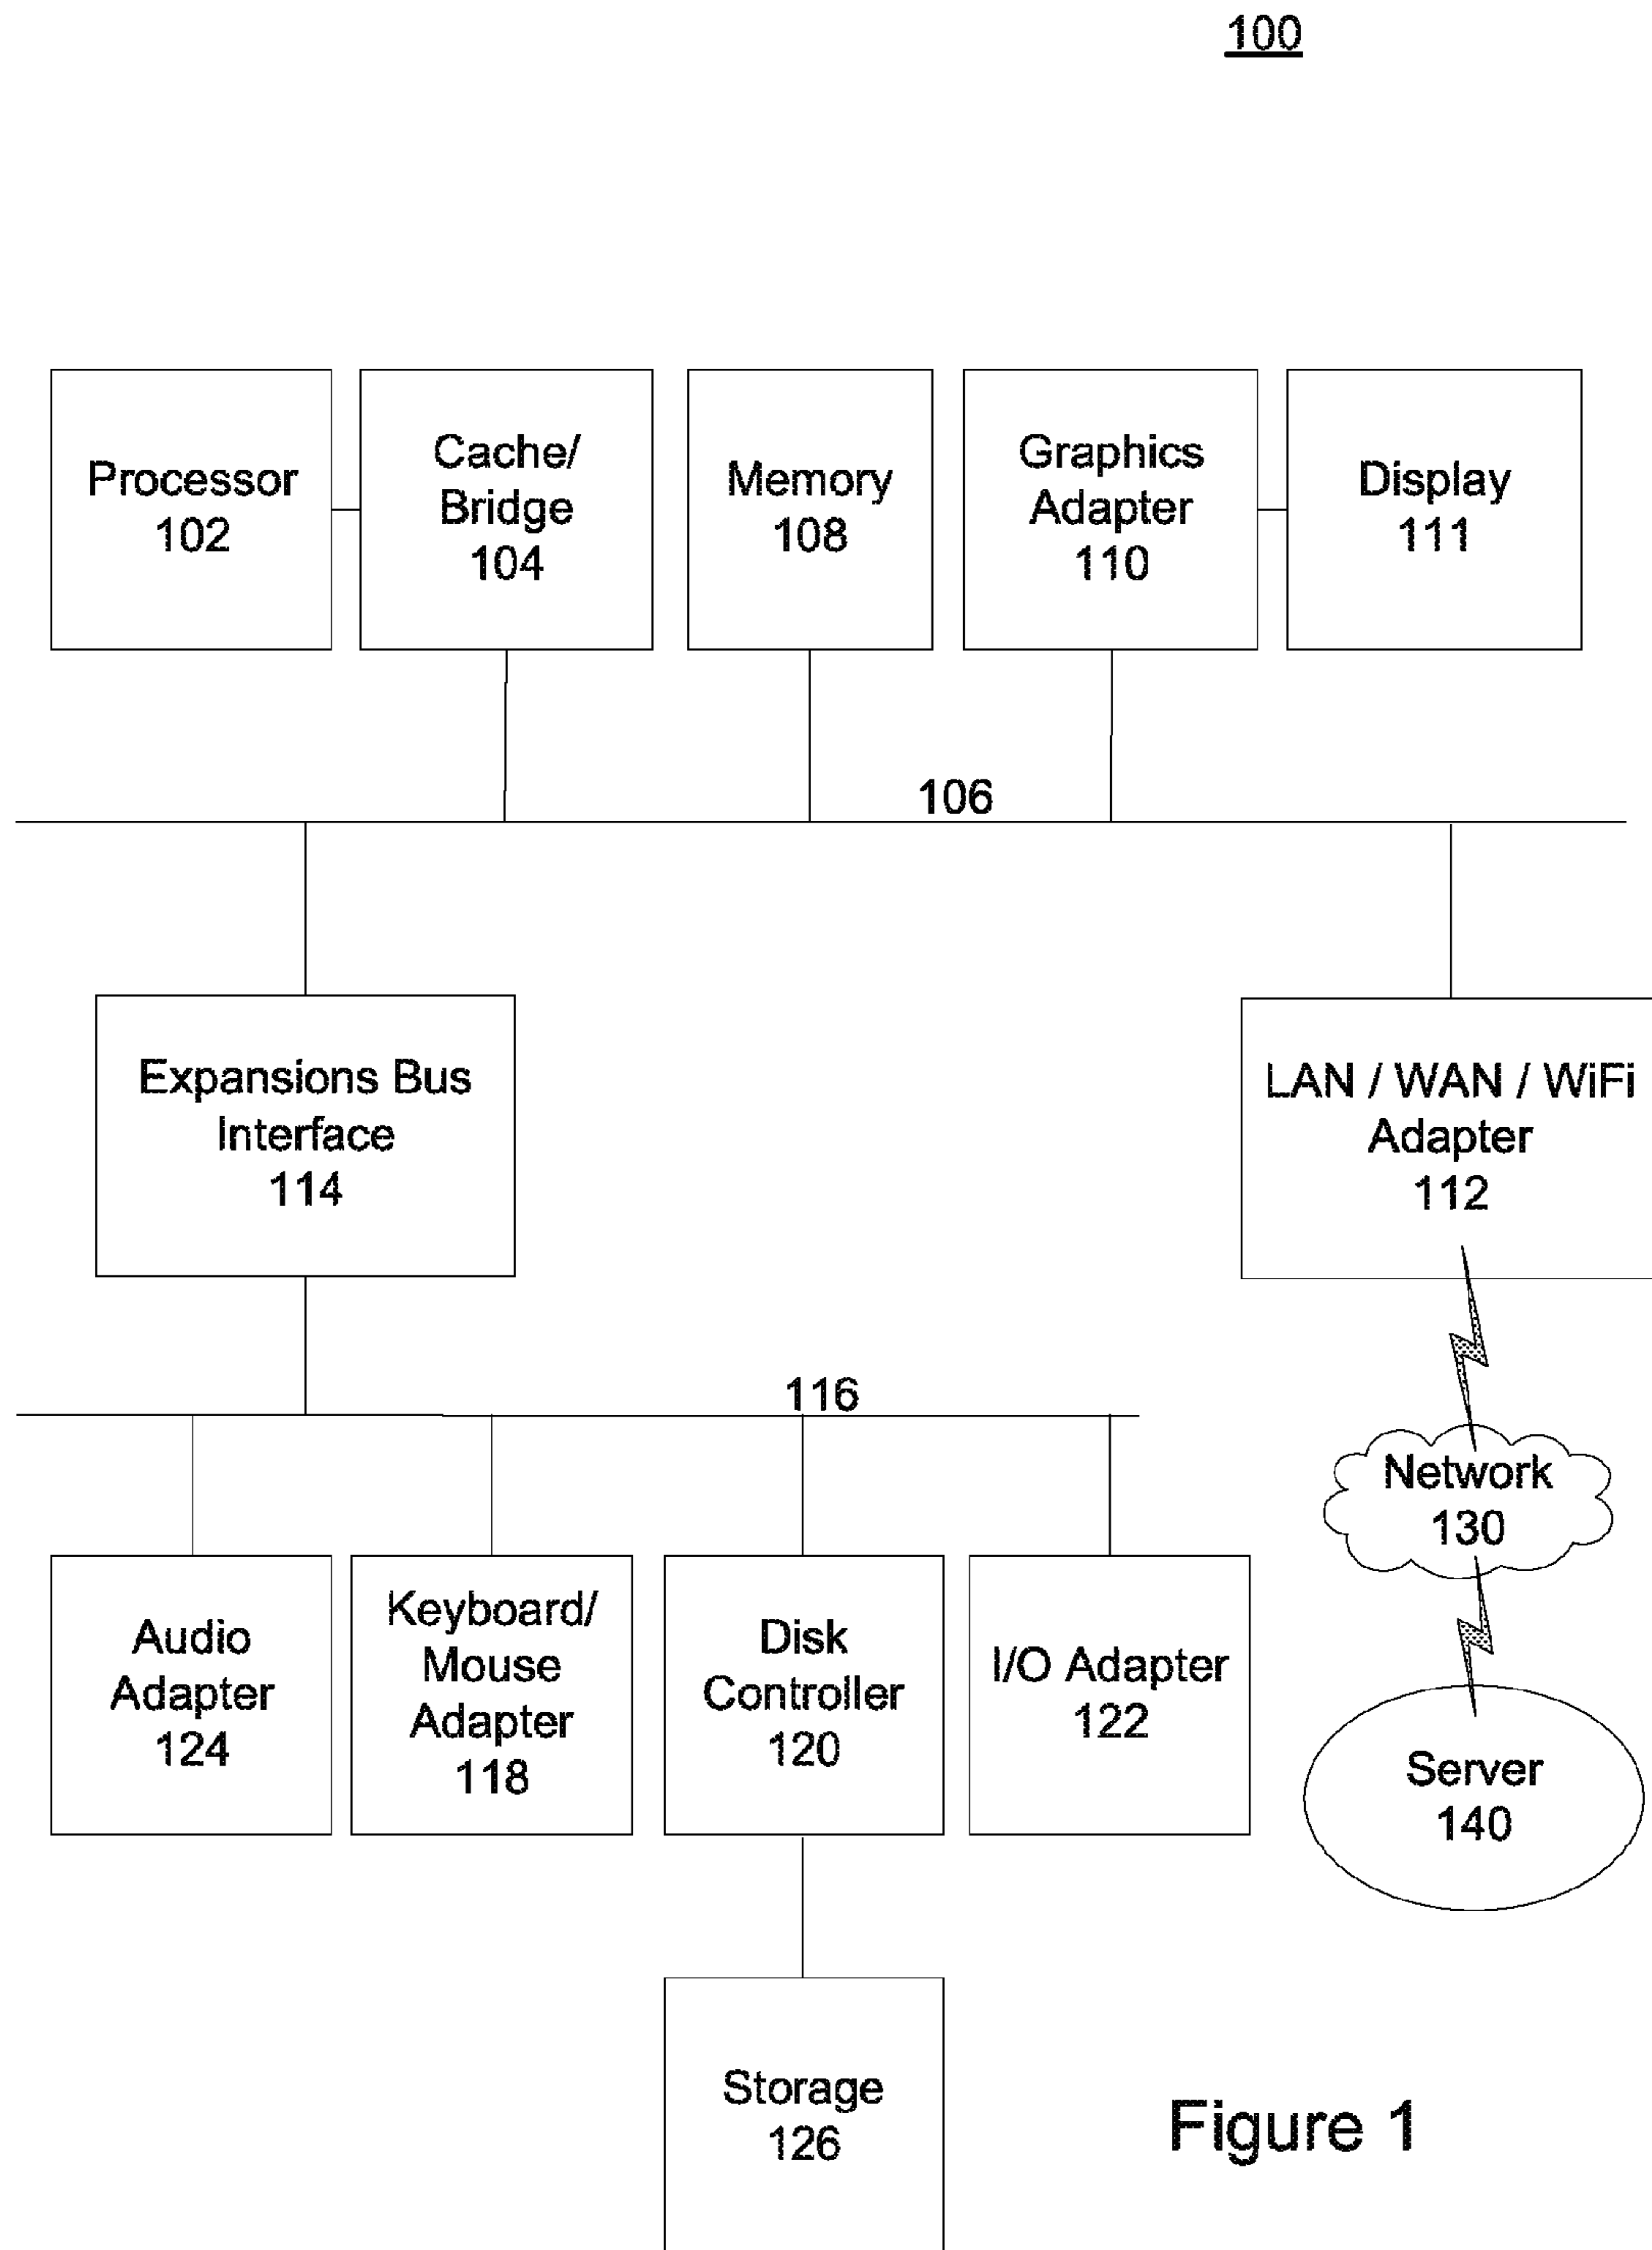 100
Processor
102
Cache/
Bridge
104
Memory
108
Graphics
Adapter
110
Display
111
106
Expansions Bus
Interface
114
LAN / WAN / WiFi
Adapter
112
116
Network
130
Audio
Adapter
124
Keyboard/
Mouse
Adapter
118
Disk
Controller
120
I/O Adapter
122
Server
140
Storage
126
Figure 1